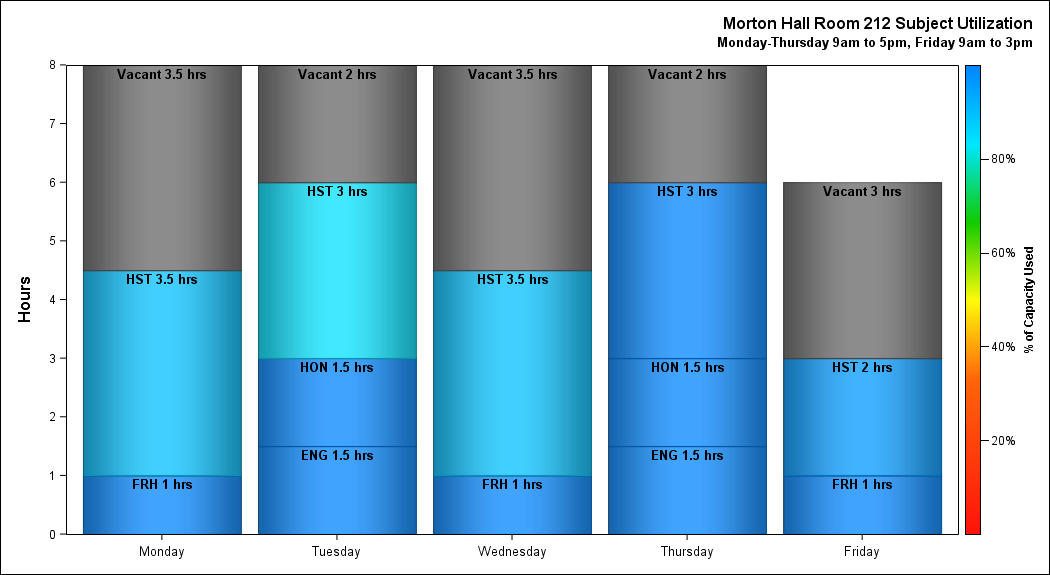 Morton Hall Room 212 Subject Utilization
Monday-Thursday 9am to 5pm, Friday 9am to 3pm
8
7
6
5
4
3
2
1
0
Hours
Vacant 3.5 hrs
HST 3.5 hrs
FRH 1 hrs
Vacant 2 hrs
HST 3 hrs
HON 1.5 hrs
ENG 1.5 hrs
Vacant 3.5 hrs
HST 3.5 hrs
FRH 1 hrs
Vacant 2 hrs
HST 3 hrs
HON 1.5 hrs
ENG 1.5 hrs
Vacant 3 hrs
HST 2 hrs
FRH 1 hrs
Monday
Tuesday
Wednesday
Thursday
Friday
80%
60%
40%
20%
% of Capacity Used